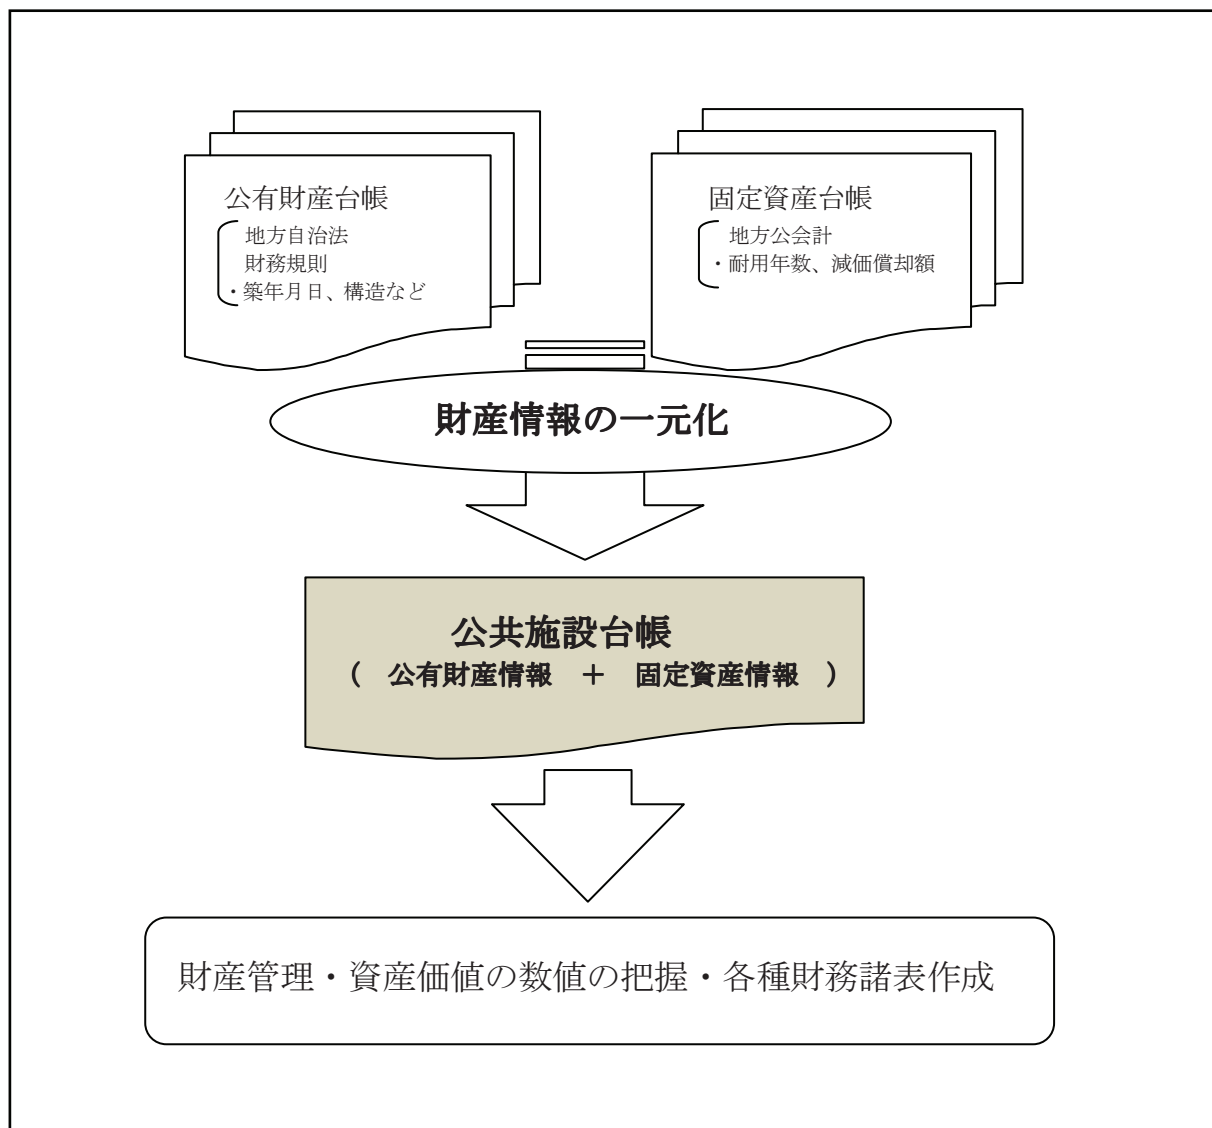 公有財産台帳
地方自治法
財務規則
・築年月日、構造など
固定資産台帳
地方公会計
・耐用年数、減価償却額
財産情報の一元化
公共施設台帳
（　公有財産情報　＋　固定資産情報　）
財産管理・資産価値の数値の把握・各種財務諸表作成